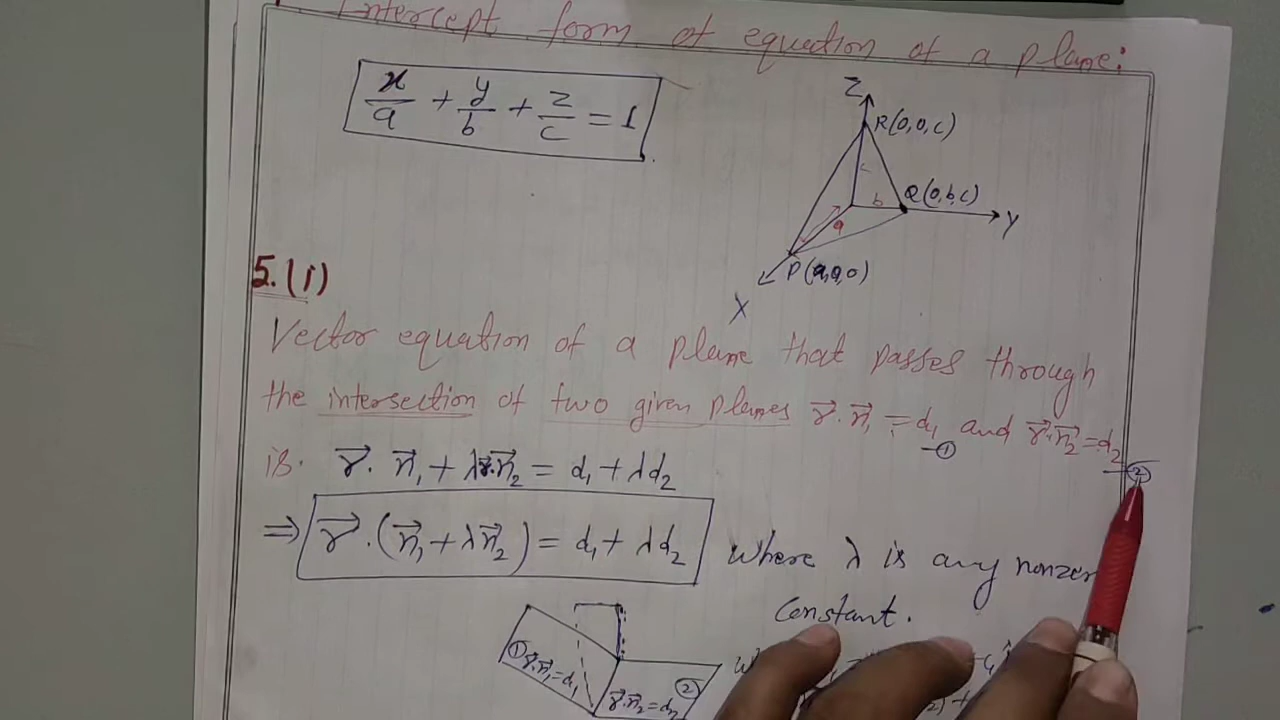 Intercept form of equation of a plane:
x/a + y/b + z/c = 1
Z
R(0,0,c)
c
b
Q(0,b,c)
Y
a
P(a,0,0)
X
5.(i)
Vector equation of a plane that passes through
the intersection of two given planes r⃗.n⃗₁ = d₁ and r⃗.n⃗₂ = d₂
①
②
is. r⃗. n⃗₁ + λr⃗.n⃗₂ = d₁ + λd₂
⇒ r⃗.(n⃗₁ + λn⃗₂) = d₁ + λd₂ Where λ is any nonzer
Constant.
① r⃗.n⃗₁ = d₁
r⃗.n⃗₂ = d₂ ②